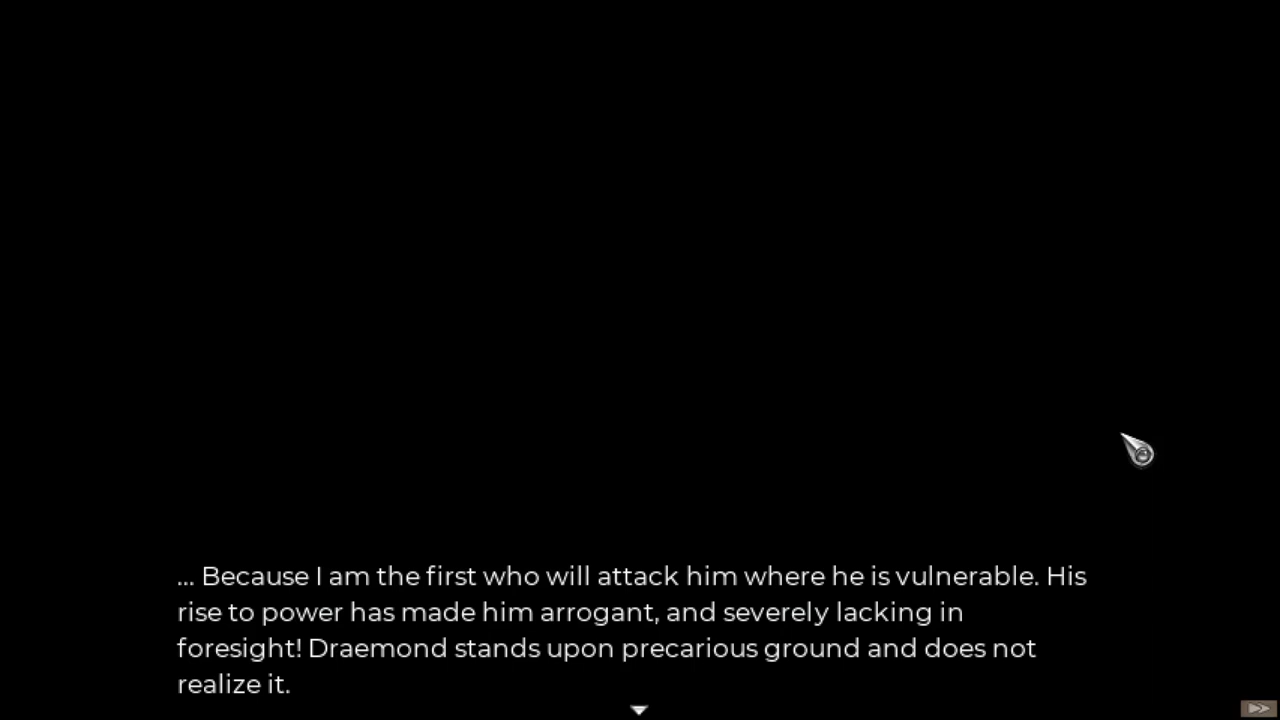 ... Because I am the first who will attack him where he is vulnerable. His
rise to power has made him arrogant, and severely lacking in
foresight! Draemond stands upon precarious ground and does not
realize it.